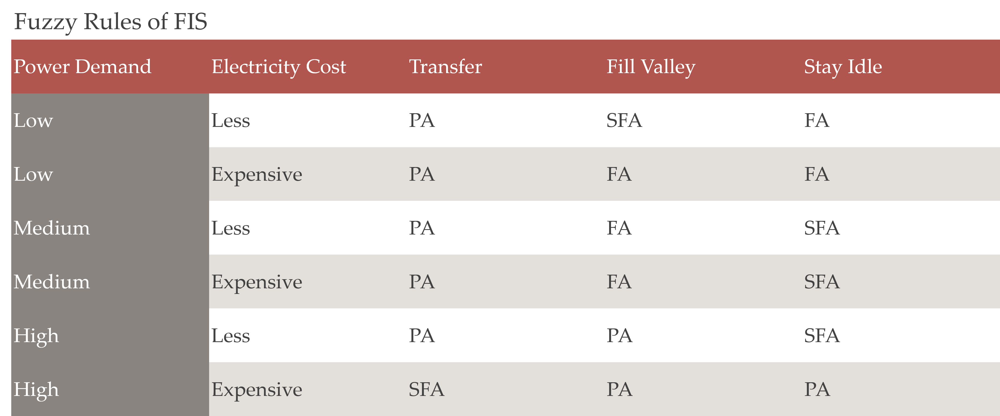 Fuzzy Rules of FIS
Power Demand Electricity Cost Transfer Fill Valley Stay Idle
Low Less PA SFA FA
Low Expensive PA FA FA
Medium Less PA FA SFA
Medium Expensive PA FA SFA
High Less PA PA SFA
High Expensive SFA PA PA